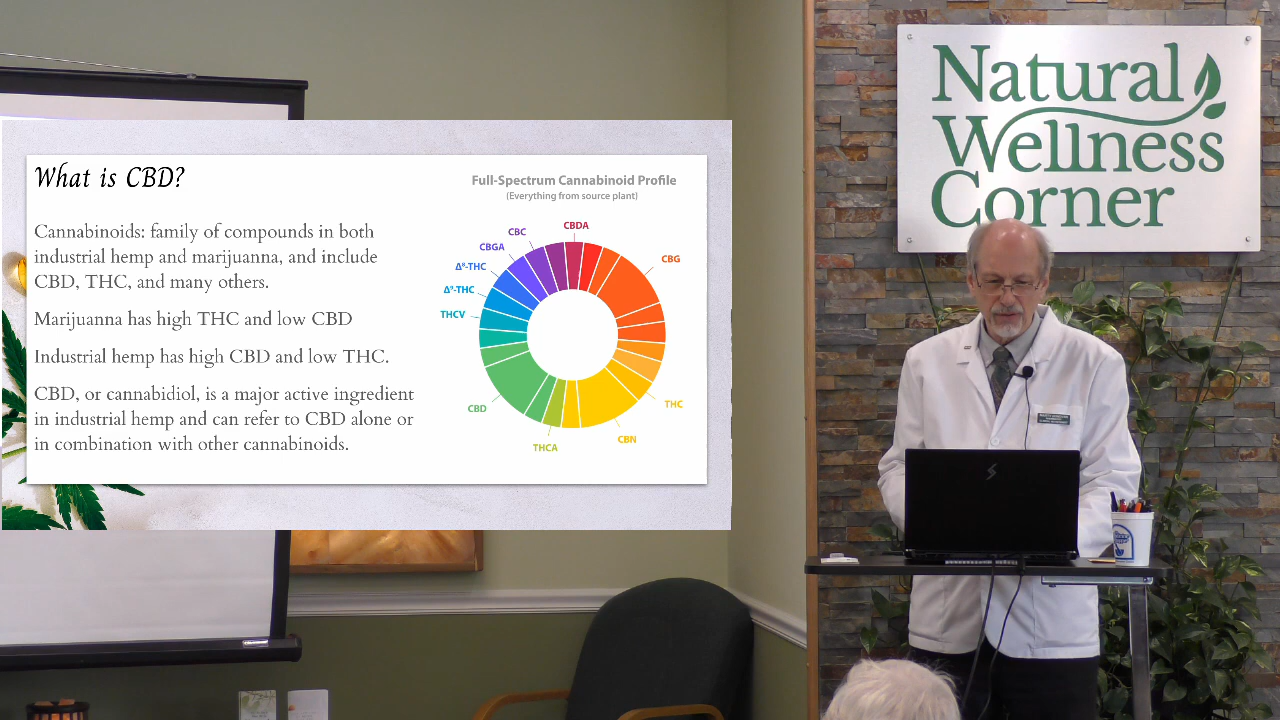 What is CBD?
Cannabinoids: family of compounds in both
industrial hemp and marijuanna, and include
CBD, THC, and many others.
Marijuanna has high THC and low CBD
Industrial hemp has high CBD and low THC.
CBD, or cannabidiol, is a major active ingredient
in industrial hemp and can refer to CBD alone or
in combination with other cannabinoids.
Full-Spectrum Cannabinoid Profile
(Everything from source plant)
CBDA
CBC
CBG
CBGA
Δ⁸-THC
Δ⁹-THC
THCV
CBD
THC
CBN
THCA
Natural
Wellness
Corner